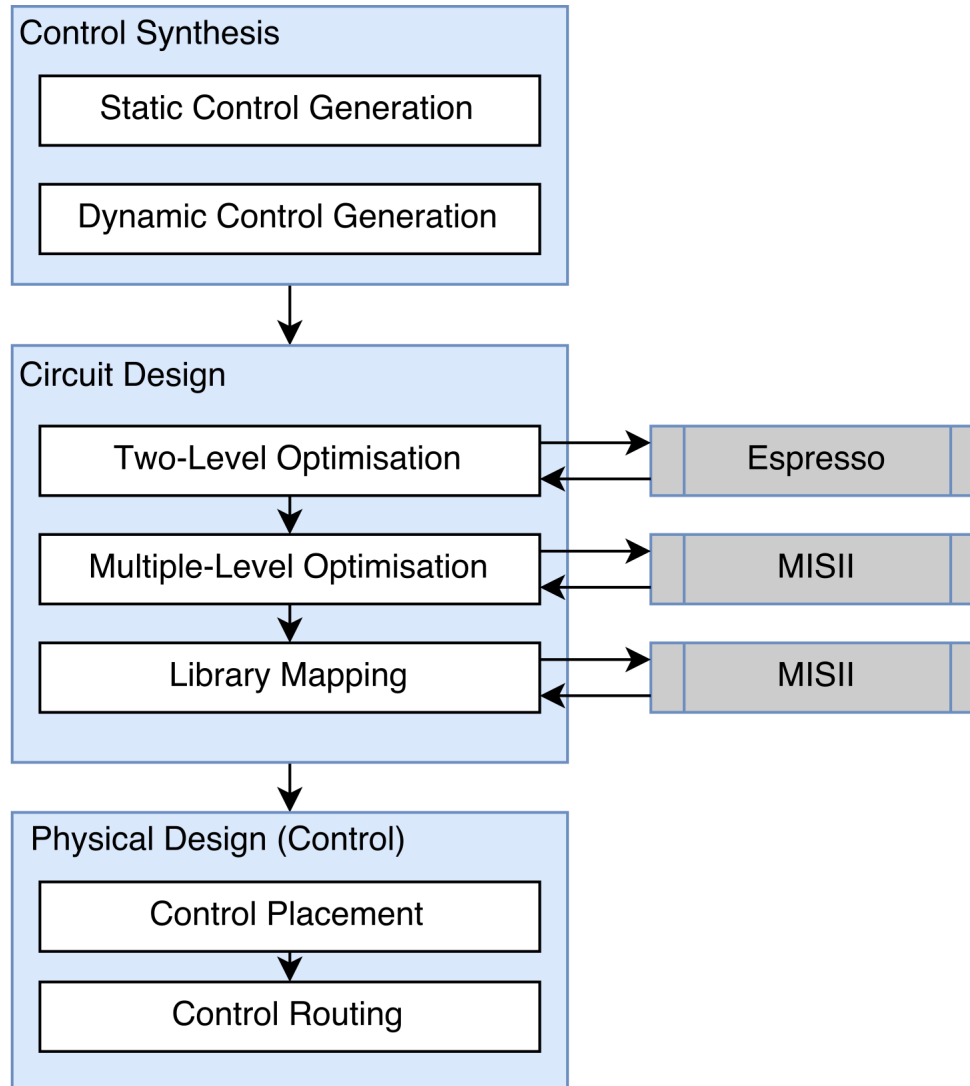 Control Synthesis
Static Control Generation
Dynamic Control Generation
Circuit Design
Two-Level Optimisation
Espresso
Multiple-Level Optimisation
MISII
Library Mapping
MISII
Physical Design (Control)
Control Placement
Control Routing